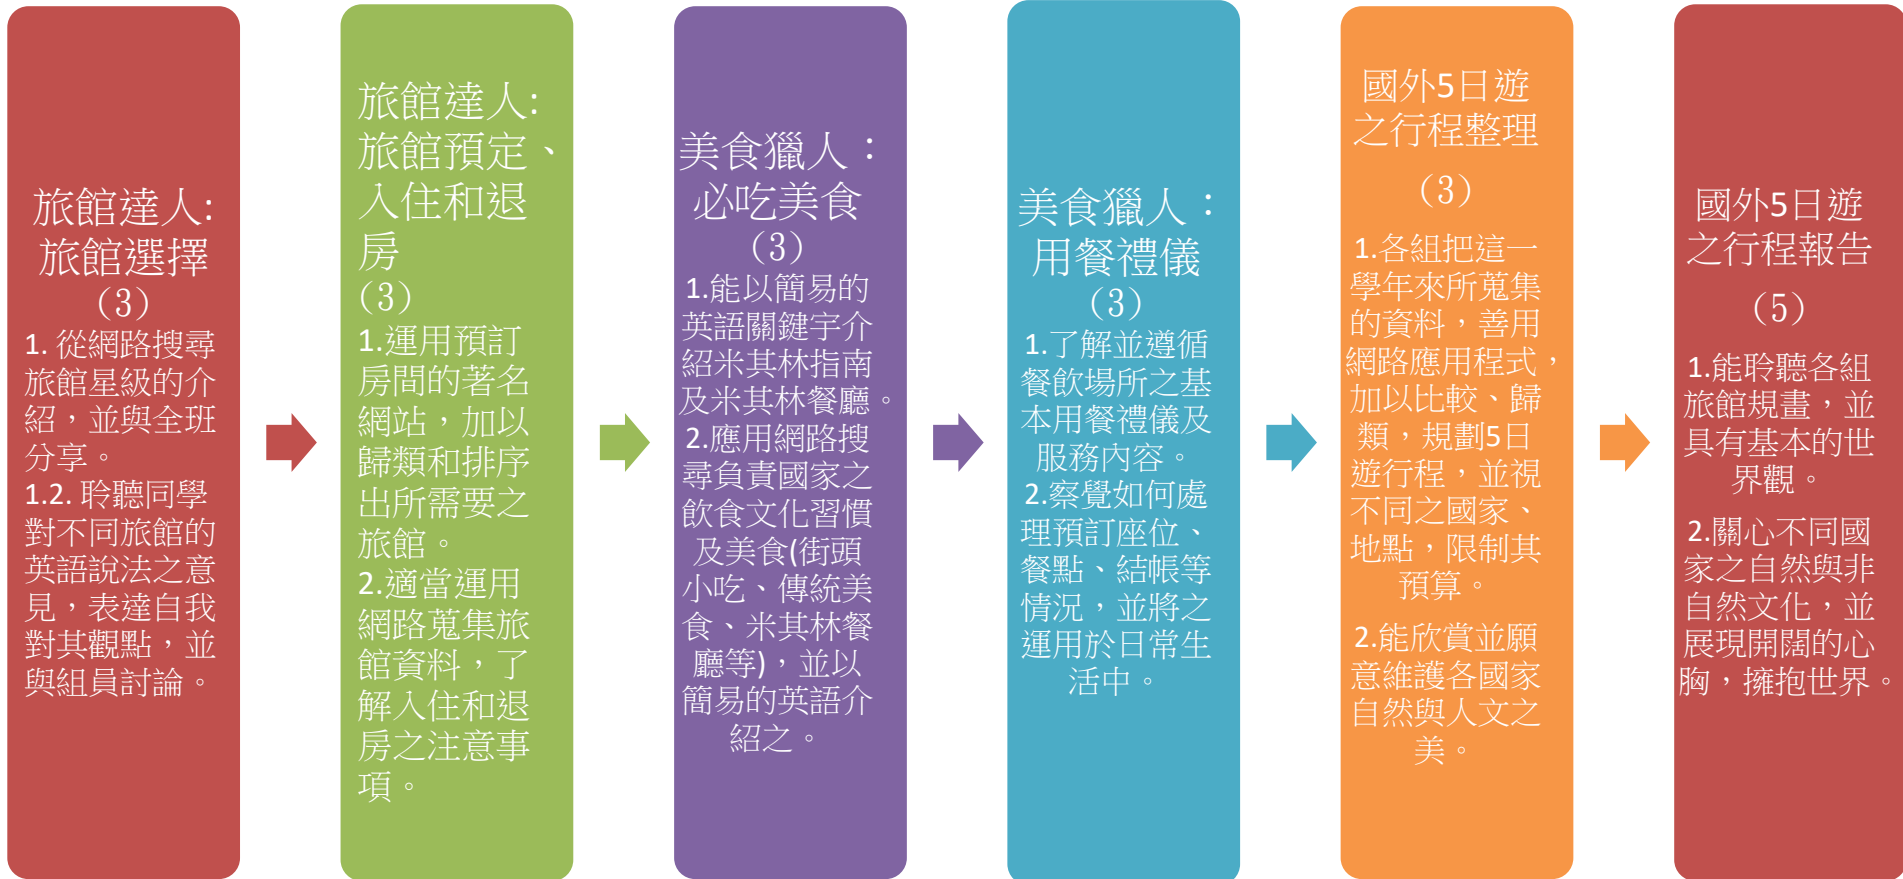 旅館達人:
旅館選擇
（3）
1. 從網路搜尋
旅館星級的介
紹，並與全班
分享。
1.2. 聆聽同學
對不同旅館的
英語說法之意
見，表達自我
對其觀點，並
與組員討論。
旅館達人:
旅館預定、
入住和退
房
（3）
1.運用預訂
房間的著名
網站，加以
歸類和排序
出所需要之
旅館。
2.適當運用
網路蒐集旅
館資料，了
解入住和退
房之注意事
項。
美食獵人：
必吃美食
（3）
1.能以簡易的
英語關鍵字介
紹米其林指南
及米其林餐廳。
2.應用網路搜
尋負責國家之
飲食文化習慣
及美食(街頭
小吃、傳統美
食、米其林餐
廳等)，並以
簡易的英語介
紹之。
美食獵人：
用餐禮儀
（3）
1.了解並遵循
餐飲場所之基
本用餐禮儀及
服務內容。
2.察覺如何處
理預訂座位、
餐點、結帳等
情況，並將之
運用於日常生
活中。
國外5日遊
之行程整理
（3）
1.各組把這一
學年來所蒐集
的資料，善用
網路應用程式，
加以比較、歸
類，規劃5日
遊行程，並視
不同之國家、
地點，限制其
預算。
2.能欣賞並願
意維護各國家
自然與人文之
美。
國外5日遊
之行程報告
（5）
1.能聆聽各組
旅館規畫，並
具有基本的世
界觀。
2.關心不同國
家之自然與非
自然文化，並
展現開闊的心
胸，擁抱世界。